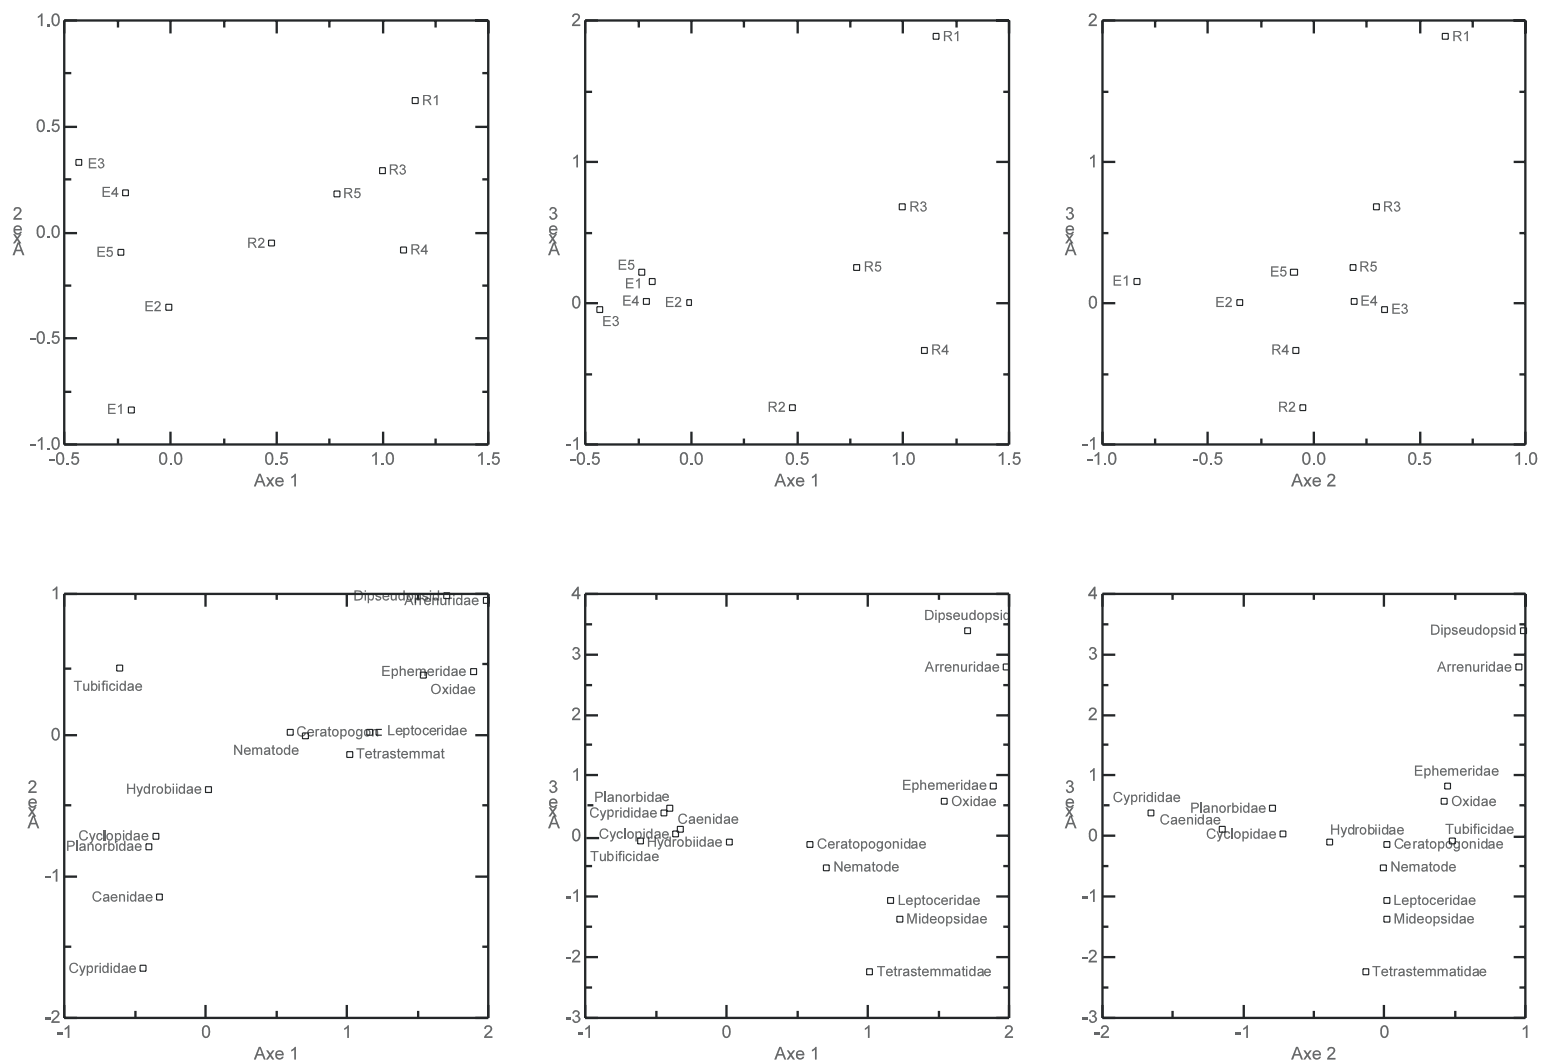 1.0
0.5
0.0
-0.5
-1.0
Axe 2
R1
E3
R3
E4
R5
R2
R4
E5
E2
E1
-0.5
0.0
0.5
1.0
1.5
Axe 1
2
1
0
-1
Axe 3
R1
R3
E5
R5
E1
E4
E2
E3
R4
R2
-0.5
0.0
0.5
1.0
1.5
Axe 1
2
1
0
-1
Axe 3
R1
R3
E1
E5
R5
E2
E4
E3
R4
R2
-1.0
-0.5
0.0
0.5
1.0
Axe 2
1
0
-1
-2
Axe 2
Dipseudopsid
Arrenuridae
Tubificidae
Ephemeridae
Oxidae
Ceratopogon
Leptoceridae
Nematode
Tetrastemmat
Hydrobiidae
Cyclopidae
Planorbidae
Caenidae
Cyprididae
-1
0
1
2
Axe 1
4
3
2
1
0
-1
-2
-3
Axe 3
Dipseudopsid
Arrenuridae
Ephemeridae
Oxidae
Planorbidae
Cyprididae
Caenidae
Cyclopidae
Hydrobiidae
Tubificidae
Ceratopogonidae
Nematode
Leptoceridae
Mideopsidae
Tetrastemmatidae
-1
0
1
2
Axe 1
4
3
2
1
0
-1
-2
-3
Axe 3
Dipseudopsid
Arrenuridae
Ephemeridae
Cyprididae
Planorbidae
Oxidae
Caenidae
Cyclopidae
Hydrobiidae
Tubificidae
Ceratopogonidae
Nematode
Leptoceridae
Mideopsidae
Tetrastemmatidae
-2
-1
0
1
Axe 2